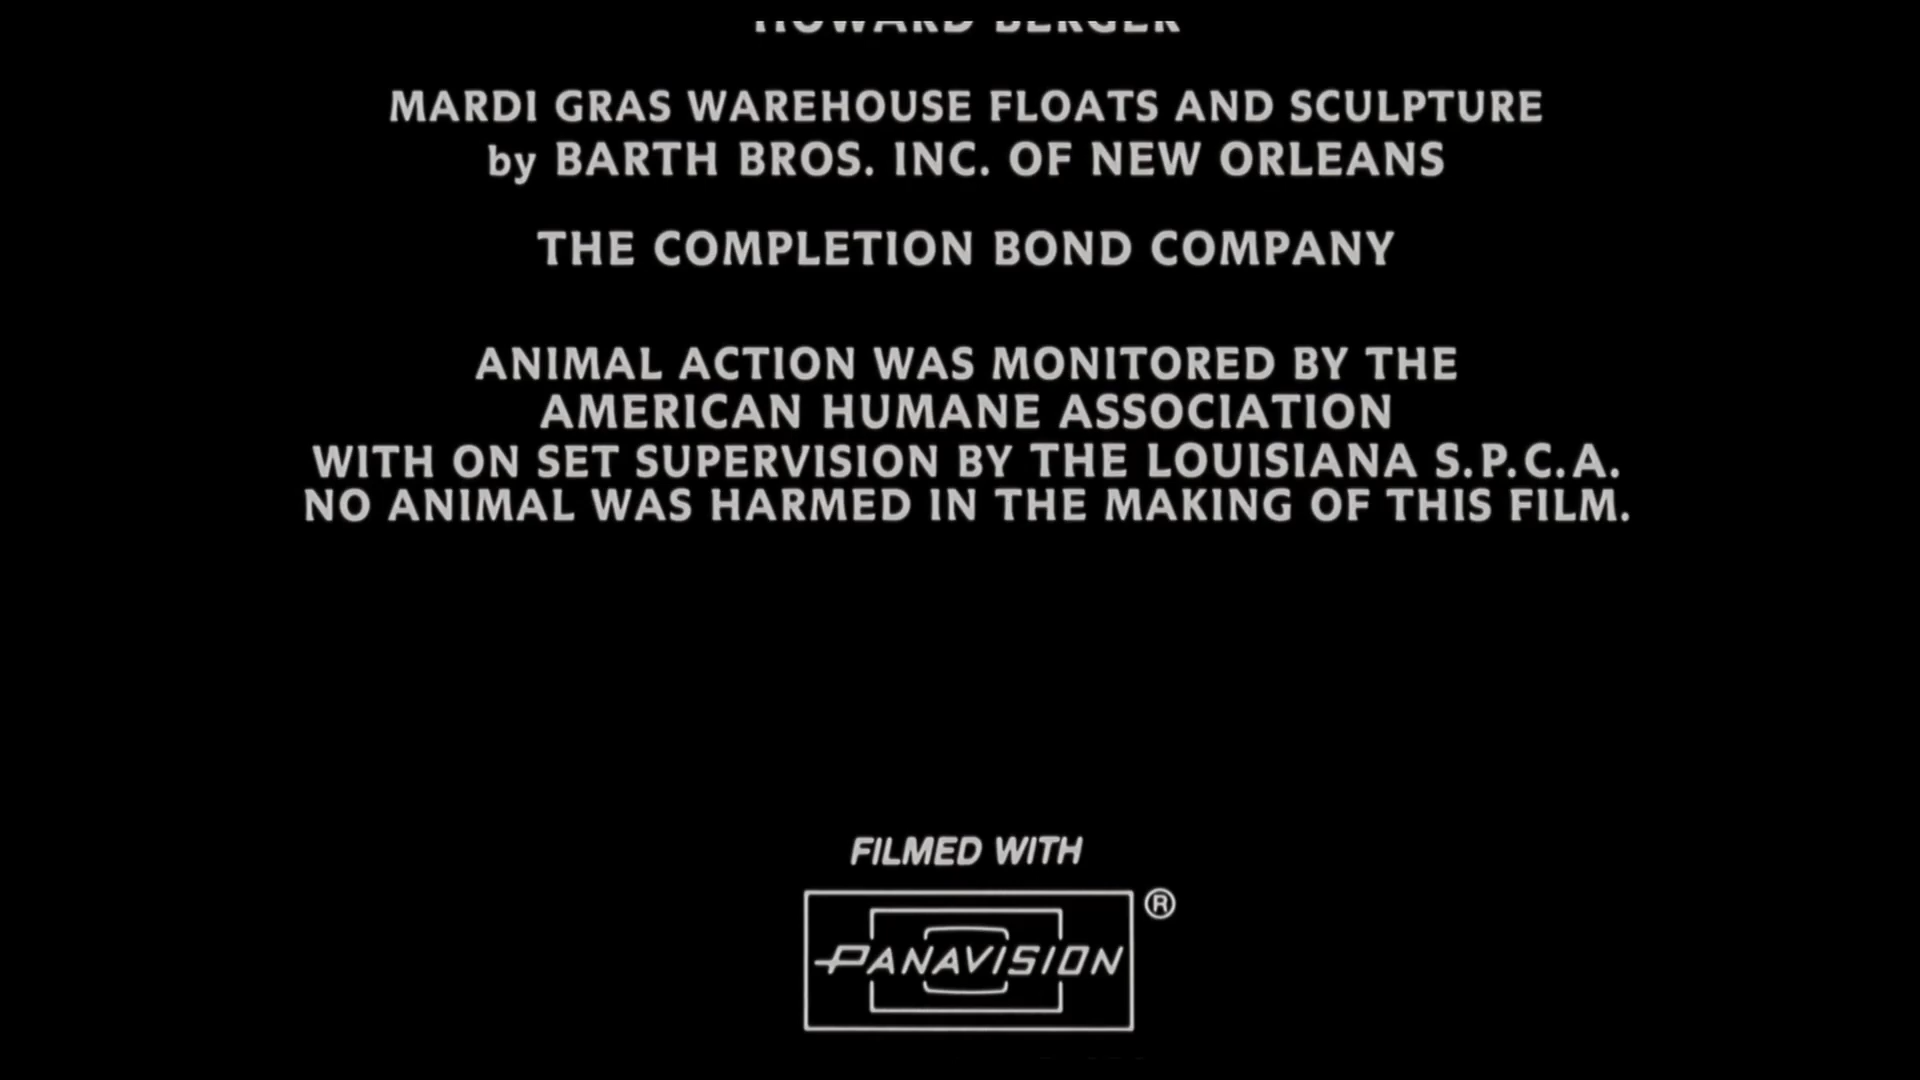 HOWARD BERGER
MARDI GRAS WAREHOUSE FLOATS AND SCULPTURE
by BARTH BROS. INC. OF NEW ORLEANS
THE COMPLETION BOND COMPANY
ANIMAL ACTION WAS MONITORED BY THE
AMERICAN HUMANE ASSOCIATION
WITH ON SET SUPERVISION BY THE LOUISIANA S.P.C.A.
NO ANIMAL WAS HARMED IN THE MAKING OF THIS FILM.
FILMED WITH
PANAVISION ®